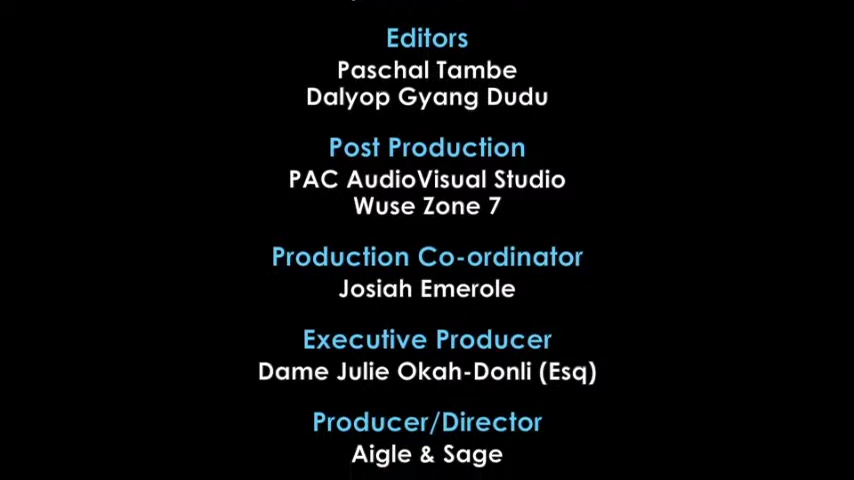 Editors
Paschal Tambe
Dalyop Gyang Dudu
Post Production
PAC AudioVisual Studio
Wuse Zone 7
Production Co-ordinator
Josiah Emerole
Executive Producer
Dame Julie Okah-Donli (Esq)
Producer/Director
Aigle & Sage